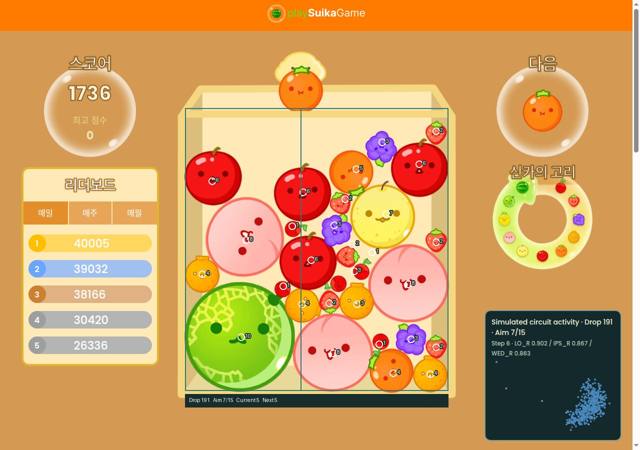 playSuikaGame
스코어
1736
최고 점수
0
다음
신카의 고리
리더보드
매일
매주
매월
1 40005
2 39032
3 38166
4 30420
5 26336
Simulated circuit activity · Drop 191
· Aim 7/15
Step 6 · LO_R 0.902 / IPS_R 0.867 /
WED_R 0.863
Drop 191 Aim 7/15 Current 5 Next 5